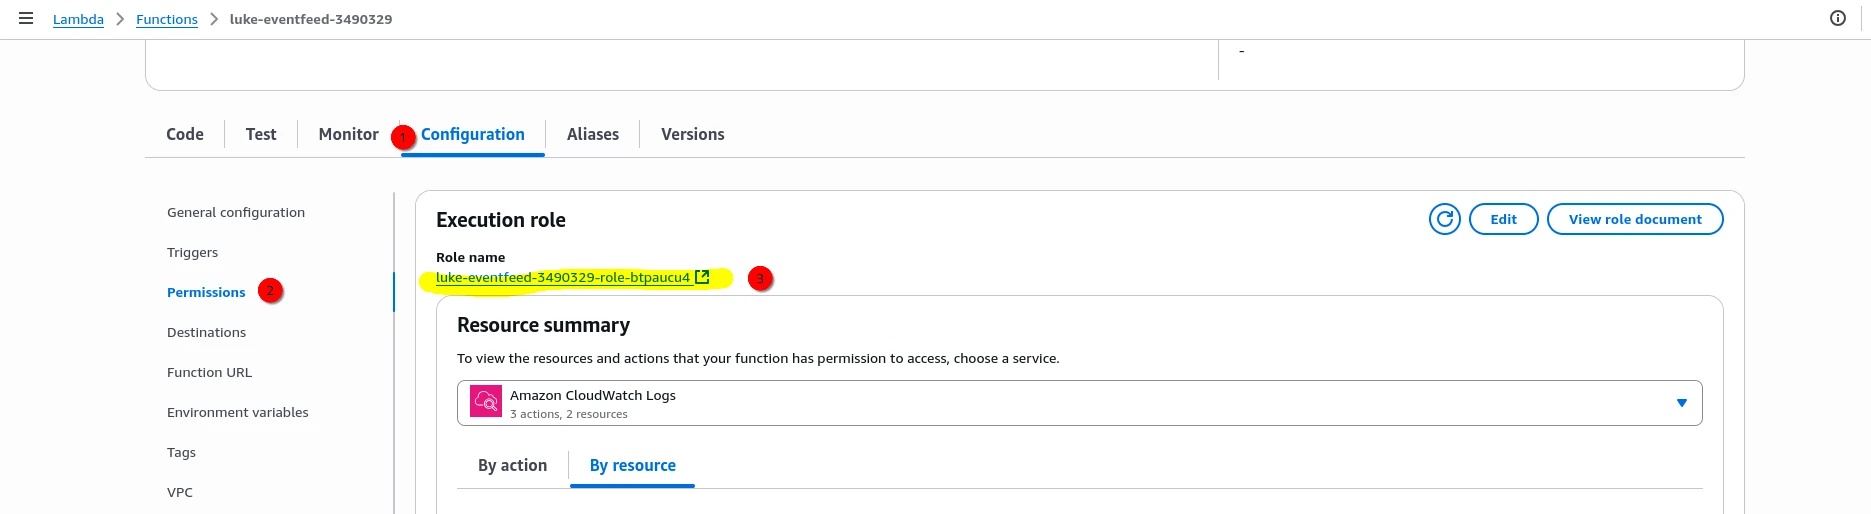 Lambda > Functions > luke-eventfeed-3490329
-
Code Test Monitor 1 Configuration Aliases Versions
General configuration
Triggers
Permissions 2
Destinations
Function URL
Environment variables
Tags
VPC
Execution role
Edit View role document
Role name
luke-eventfeed-3490329-role-btpaucu4 3
Resource summary
To view the resources and actions that your function has permission to access, choose a service.
Amazon CloudWatch Logs
3 actions, 2 resources
By action By resource